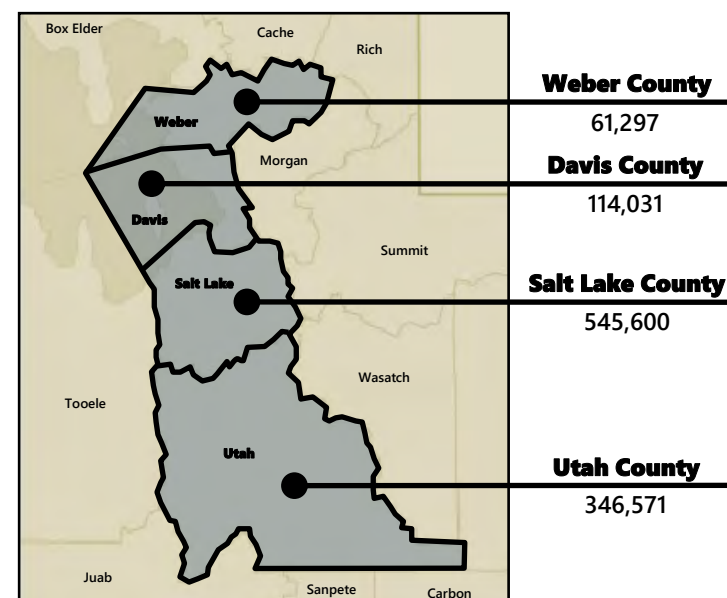 Box Elder
Cache
Rich
Weber
Morgan
Davis
Summit
Salt Lake
Wasatch
Tooele
Utah
Juab
Sanpete
Carbon
Weber County
61,297
Davis County
114,031
Salt Lake County
545,600
Utah County
346,571